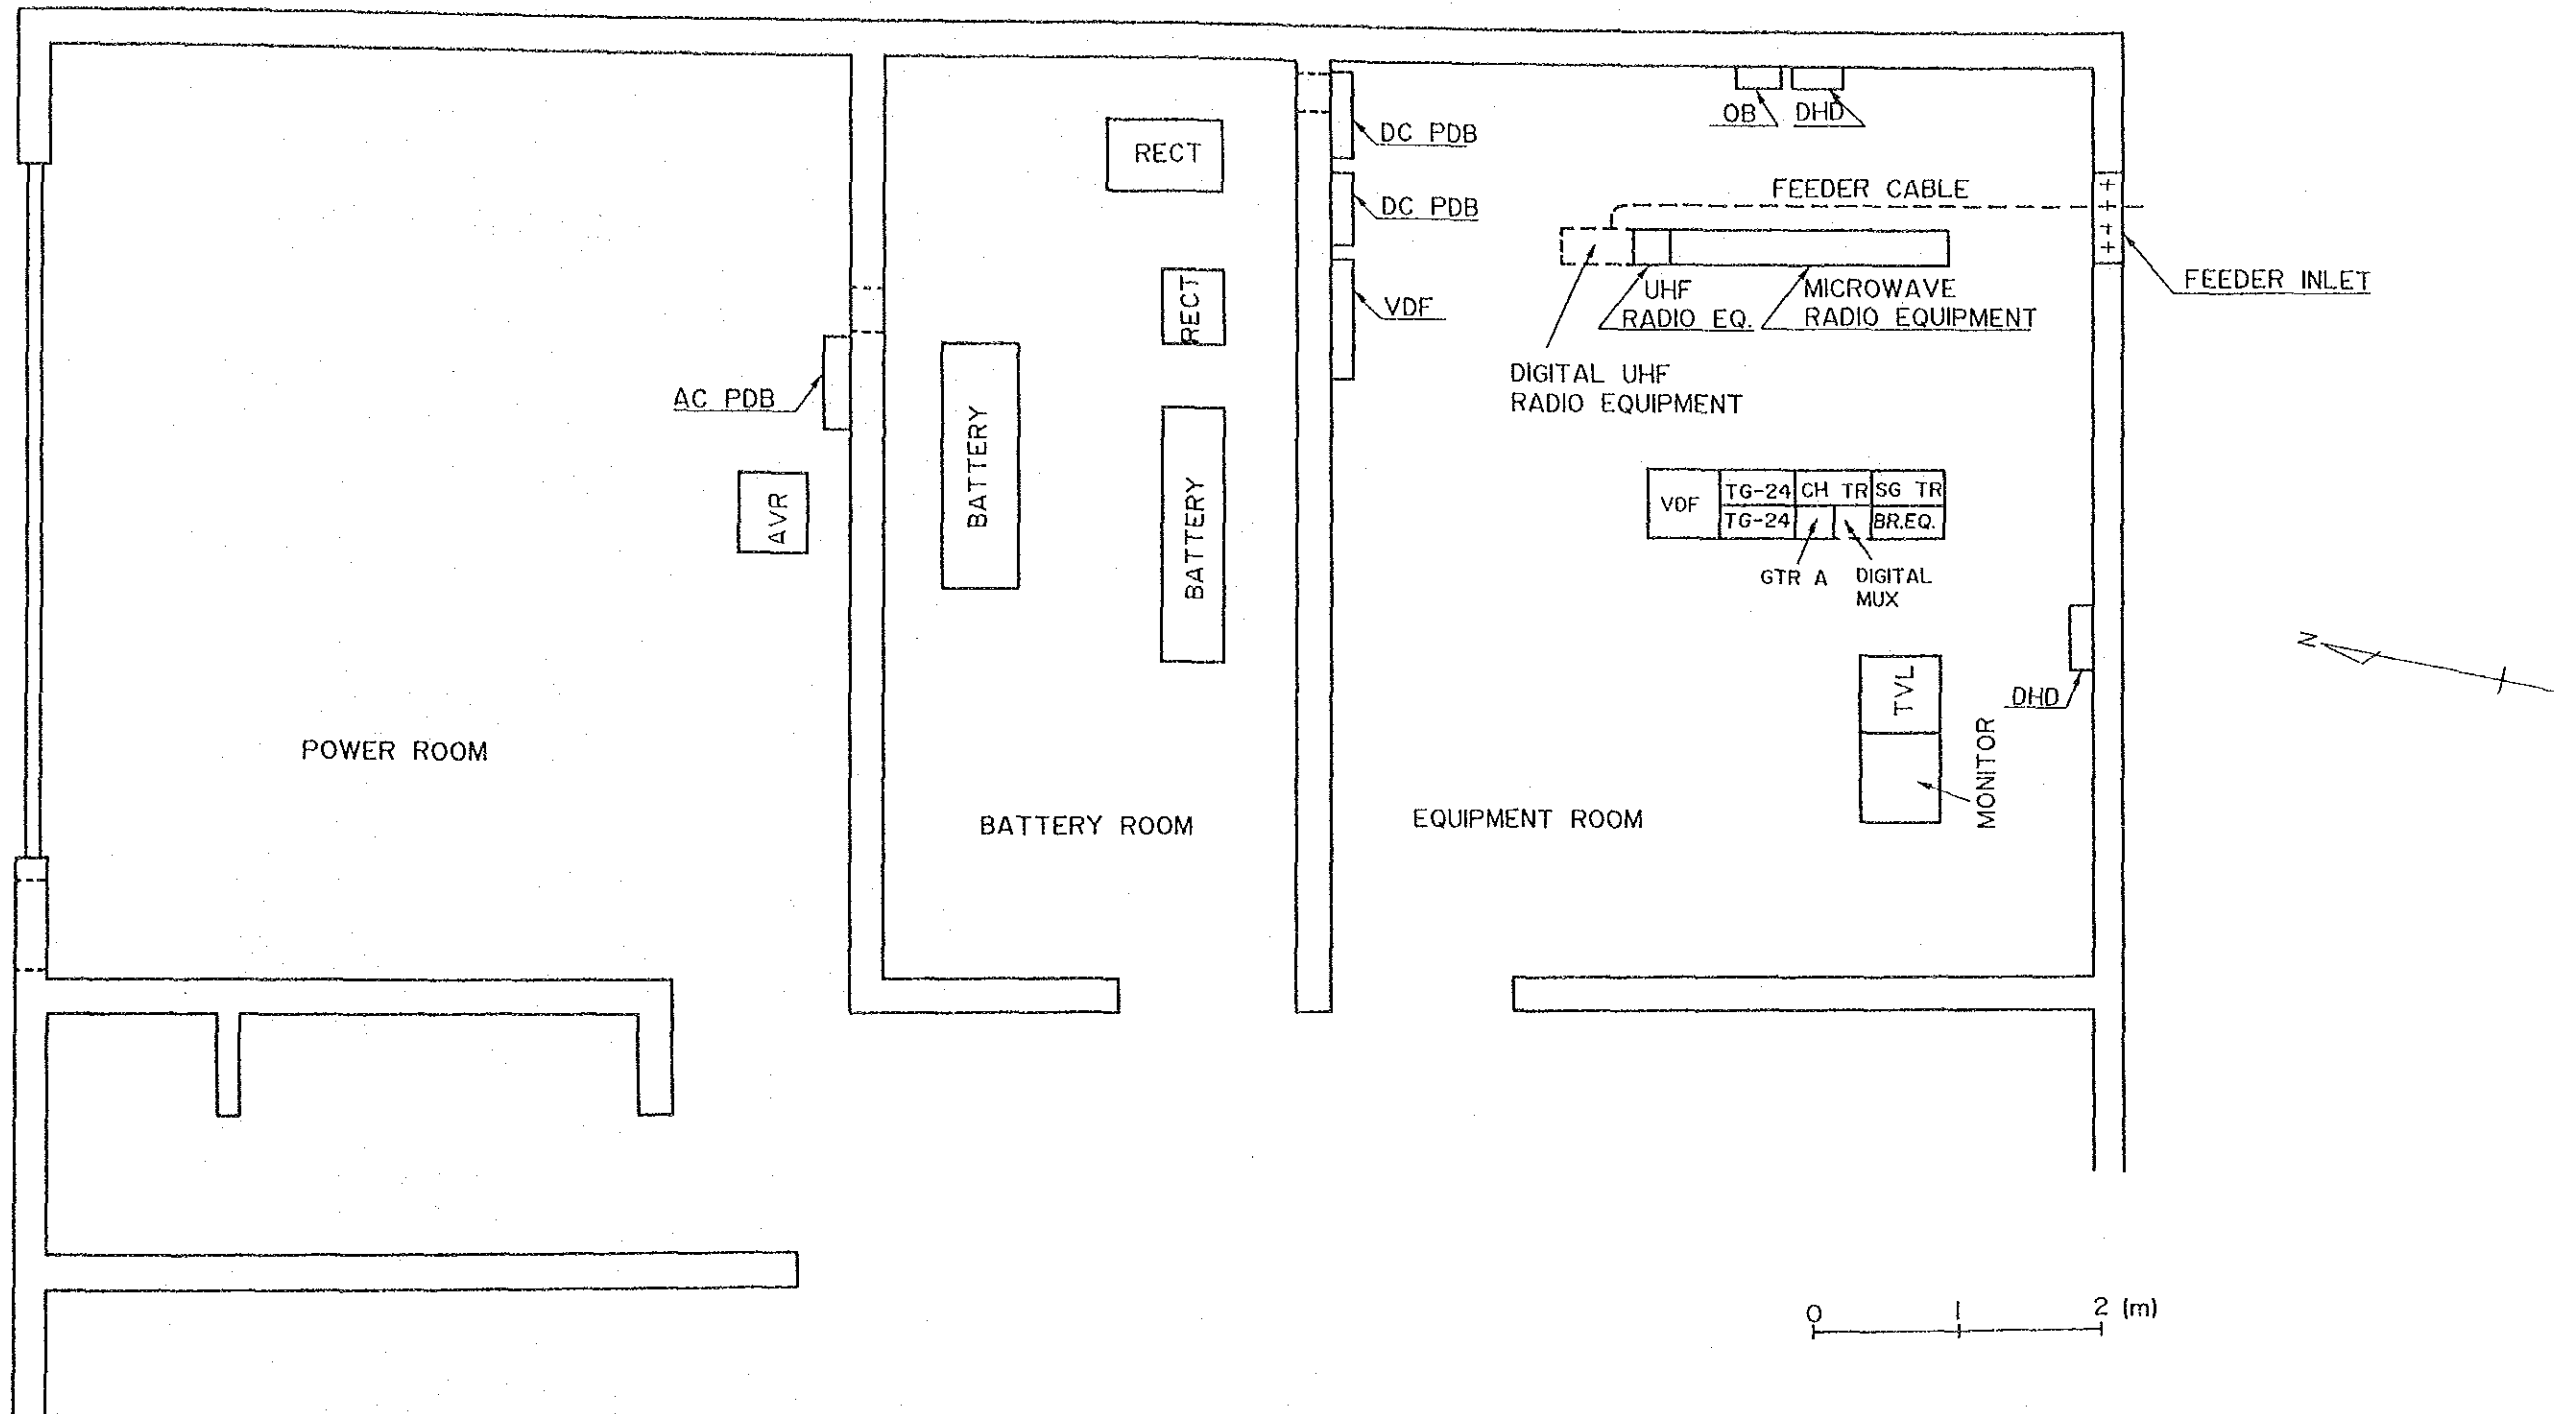 OB
DHD
DC PDB
RECT
FEEDER CABLE
DC PDB
FEEDER INLET
UHF
RADIO EQ.
MICROWAVE
RADIO EQUIPMENT
RECT
VDF
DIGITAL UHF
RADIO EQUIPMENT
AC PDB
BATTERY
BATTERY
AVR
VDF
TG-24
CH TR
SG TR
TG-24
BR.EQ.
GTR A
DIGITAL
MUX
N
TVL
DHD
MONITOR
POWER ROOM
BATTERY ROOM
EQUIPMENT ROOM
0 1 2 (m)